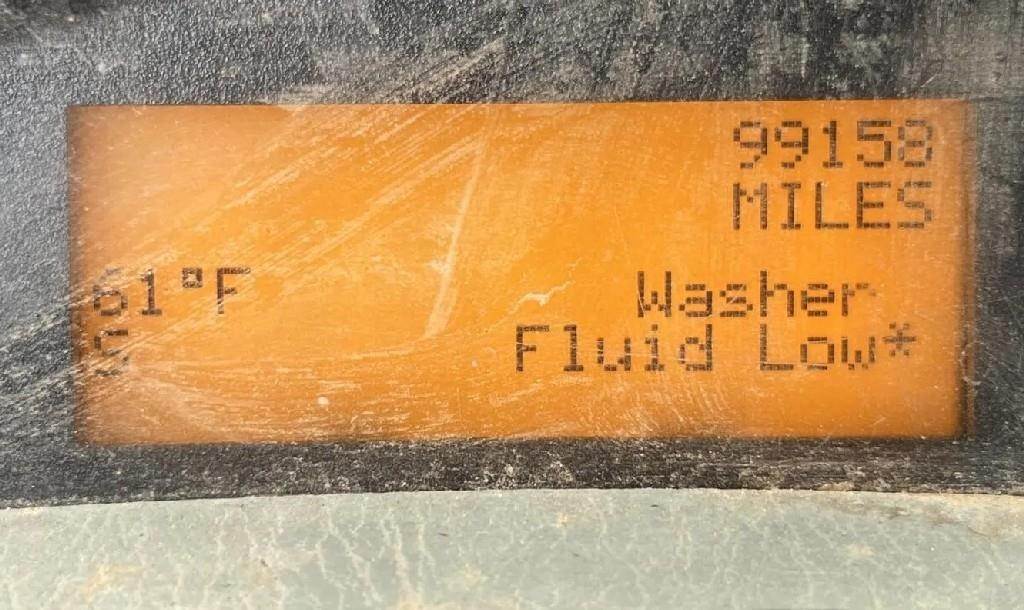 99158
MILES
61°F Washer
C Fluid Low*